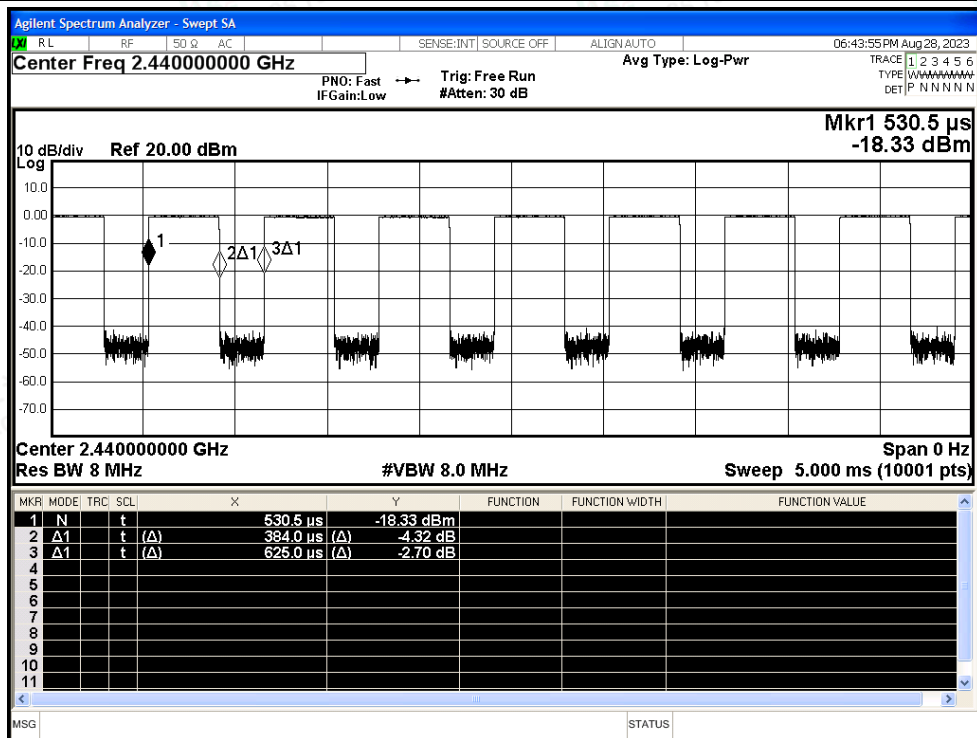 Agilent Spectrum Analyzer - Swept SA
LXI RL RF 50 Ω AC SENSE:INT SOURCE OFF ALIGN AUTO 06:43:55 PM Aug 28, 2023
Center Freq 2.440000000 GHz
PNO: Fast
IFGain:Low
Trig: Free Run
#Atten: 30 dB
Avg Type: Log-Pwr
TRACE 1 2 3 4 5 6
TYPE
DET P N N N N N
Mkr1 530.5 µs
-18.33 dBm
10 dB/div Ref 20.00 dBm
Log
10.0
0.00
-10.0
-20.0
-30.0
-40.0
-50.0
-60.0
-70.0
1
2Δ1
3Δ1
Center 2.440000000 GHz Span 0 Hz
Res BW 8 MHz #VBW 8.0 MHz Sweep 5.000 ms (10001 pts)
MKR MODE TRC SCL X Y FUNCTION FUNCTION WIDTH FUNCTION VALUE
1 N t 530.5 µs -18.33 dBm
2 Δ1 t (Δ) 384.0 µs (Δ) -4.32 dB
3 Δ1 t (Δ) 625.0 µs (Δ) -2.70 dB
4
5
6
7
8
9
10
11
MSG STATUS